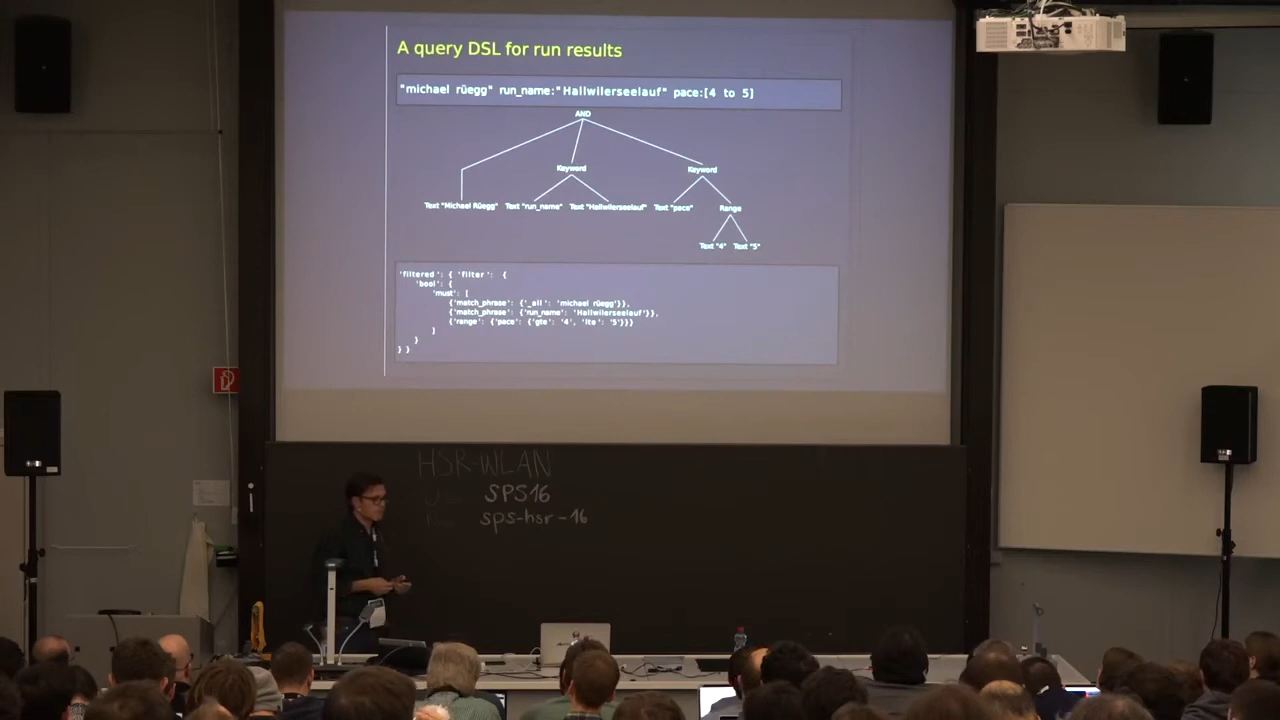 A query DSL for run results
"michael rüegg" run_name:"Hallwilerseelauf" pace:[4 to 5]
AND
Keyword Keyword
Text "Michael Rüegg" Text "run_name" Text "Hallwilerseelauf" Text "pace" Range
Text "4" Text "5"
'filtered': { 'filter': {
'bool': {
'must': [
{'match_phrase': {'_all': 'michael rüegg'}},
{'match_phrase': {'run_name': 'Hallwilerseelauf'}},
{'range': {'pace': {'gte': '4', 'lte': '5'}}}
]
}
} }
HSR-WLAN
SPS16
sps-hsr-16